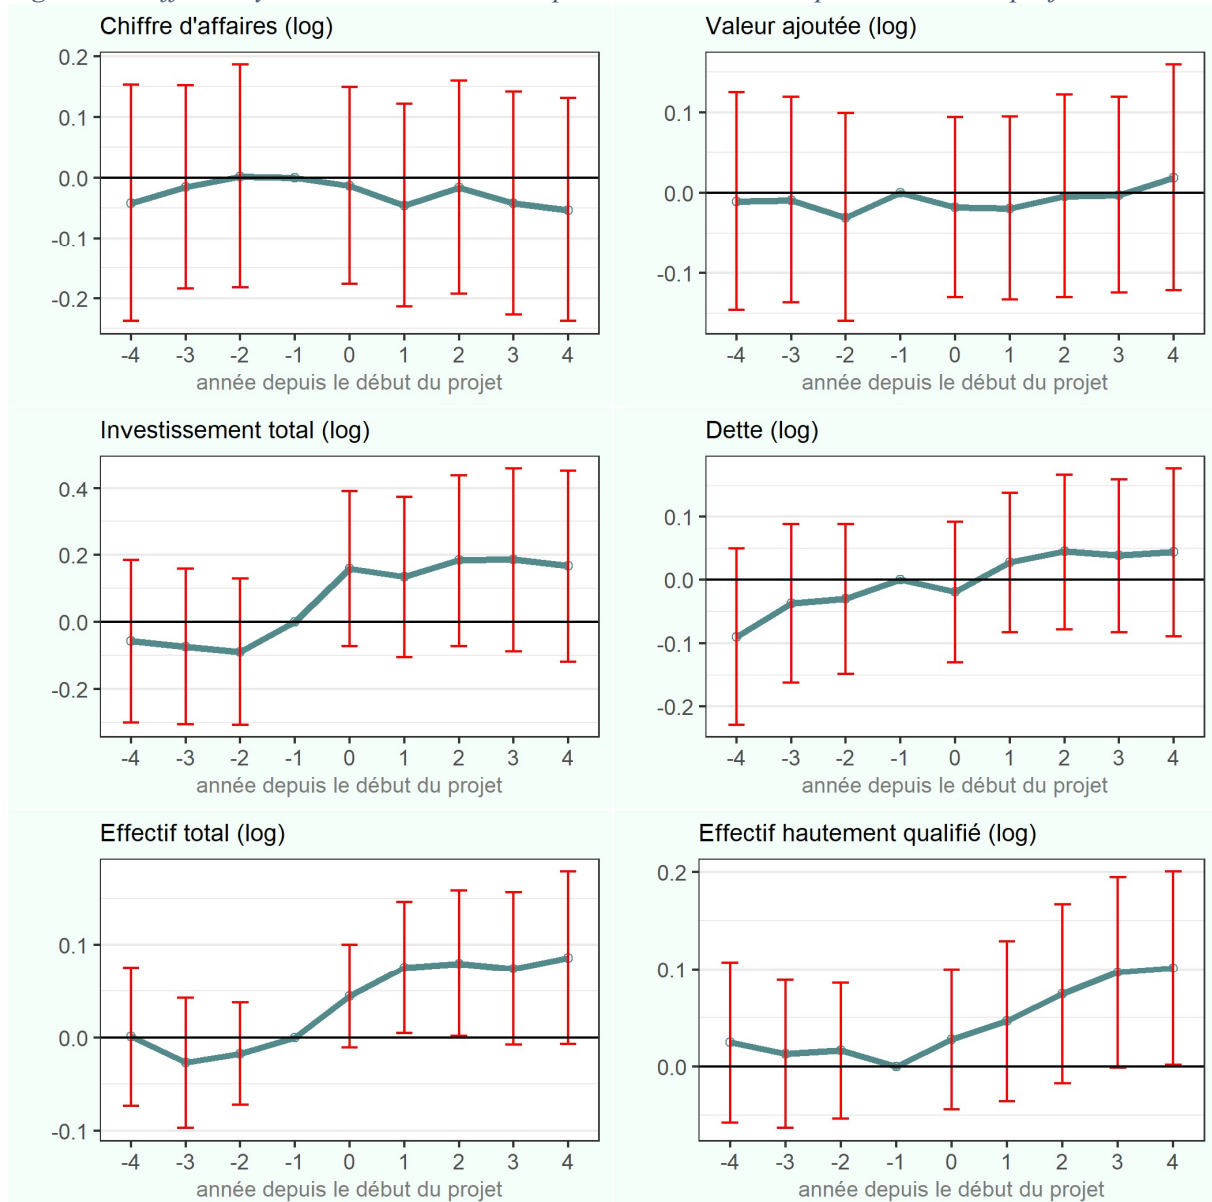 Chiffre d'affaires (log)
0.2
0.1
0.0
-0.1
-0.2
-4 -3 -2 -1 0 1 2 3 4
année depuis le début du projet
Valeur ajoutée (log)
0.1
0.0
-0.1
-4 -3 -2 -1 0 1 2 3 4
année depuis le début du projet
Investissement total (log)
0.4
0.2
0.0
-0.2
-4 -3 -2 -1 0 1 2 3 4
année depuis le début du projet
Dette (log)
0.1
0.0
-0.1
-0.2
-4 -3 -2 -1 0 1 2 3 4
année depuis le début du projet
Effectif total (log)
0.1
0.0
-0.1
-4 -3 -2 -1 0 1 2 3 4
année depuis le début du projet
Effectif hautement qualifié (log)
0.2
0.1
0.0
-4 -3 -2 -1 0 1 2 3 4
année depuis le début du projet